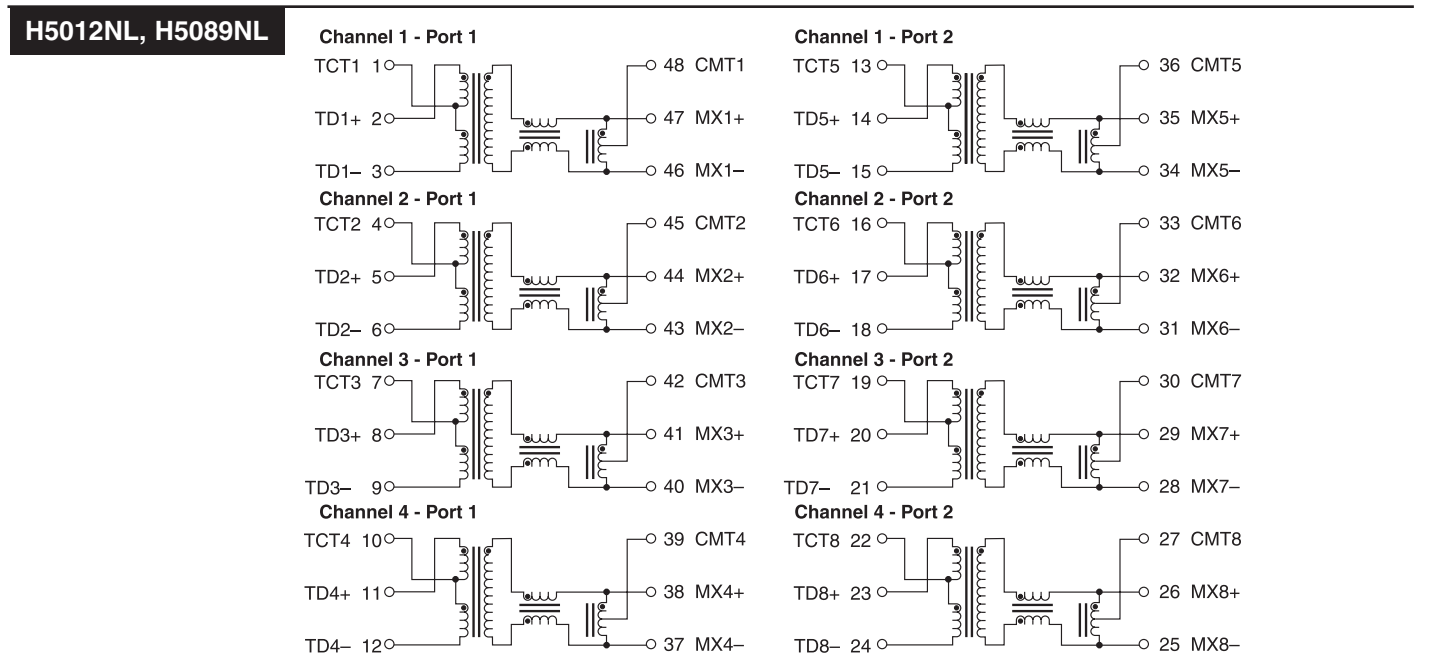 H5012NL, H5089NL
Channel 1 - Port 1
TCT1 1 48 CMT1
TD1+ 2 47 MX1+
TD1– 3 46 MX1–
Channel 2 - Port 1
TCT2 4 45 CMT2
TD2+ 5 44 MX2+
TD2– 6 43 MX2–
Channel 3 - Port 1
TCT3 7 42 CMT3
TD3+ 8 41 MX3+
TD3– 9 40 MX3–
Channel 4 - Port 1
TCT4 10 39 CMT4
TD4+ 11 38 MX4+
TD4– 12 37 MX4–
Channel 1 - Port 2
TCT5 13 36 CMT5
TD5+ 14 35 MX5+
TD5– 15 34 MX5–
Channel 2 - Port 2
TCT6 16 33 CMT6
TD6+ 17 32 MX6+
TD6– 18 31 MX6–
Channel 3 - Port 2
TCT7 19 30 CMT7
TD7+ 20 29 MX7+
TD7– 21 28 MX7–
Channel 4 - Port 2
TCT8 22 27 CMT8
TD8+ 23 26 MX8+
TD8– 24 25 MX8–